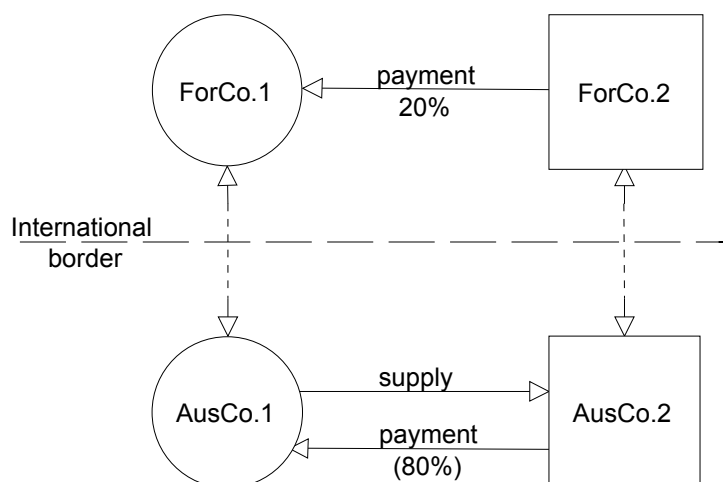 ForCo.1
payment
20%
ForCo.2
International
border
AusCo.1
supply
payment
(80%)
AusCo.2